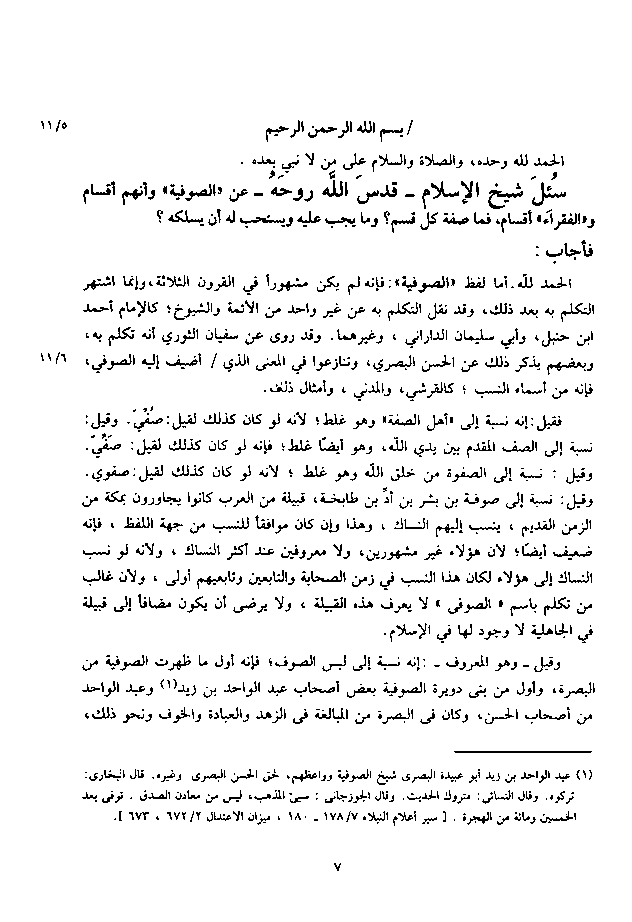 / بسم الله الرحمن الرحيم ١١/٥
الحمد لله وحده، والصلاة والسلام على من لا نبي بعده .
سُئلَ شيخ الإسلام ـ قدسَ اللَّه روحَهُ ـ عن «الصوفية» وأنهم أقسام
و«الفقراء» أقسام، فما صفة كل قسم؟ وما يجب عليه ويستحب له أن يسلكه ؟
فأجاب :
الحمد للَّه. أما لفظ «الصوفية»: فإنه لم يكن مشهوراً في القرون الثلاثة، وإنما اشتهر
التكلم به بعد ذلك، وقد نقل التكلم به عن غير واحد من الأئمة والشيوخ؛ كالإمام أحمد
ابن حنبل، وأبي سليمان الداراني ، وغيرهما. وقد روى عن سفيان الثوري أنه تكلم به،
وبعضهم يذكر ذلك عن الحسن البصري، وتنازعوا في المعنى الذي / أضيف إليه الصوفي، ١١/٦
فإنه من أسماء النسب ؛ كالقرشي، والمدني ، وأمثال ذلك.
فقيل: إنه نسبة إلى «أهل الصفة» وهو غلط؛ لأنه لو كان كذلك لقيل: صُفِّيّ. وقيل:
نسبة إلى الصف المقدم بين يدي اللَّه، وهو أيضًا غلط؛ فإنه لو كان كذلك لقيل: صَفِّيّ.
وقيل : نسبة إلى الصفوة من خلق اللَّه وهو غلط ؛ لأنه لو كان كذلك لقيل: صفوي.
وقيل: نسبة إلى صوفة بن بشر بن أدِّ بن طابخة، قبيلة من العرب كانوا يجاورون بمكة من
الزمن القديم ، ينسب إليهم النساك ، وهذا وإن كان موافقاً للنسب من جهة اللفظ ، فإنه
ضعيف أيضًا؛ لأن هؤلاء غير مشهورين، ولا معروفين عند أكثر النساك ، ولأنه لو نسب
النساك إلى هؤلاء لكان هذا النسب في زمن الصحابة والتابعين وتابعيهم أولى ، ولأن غالب
من تكلم باسم « الصوفى » لا يعرف هذه القبيلة ، ولا يرضى أن يكون مضافاً إلى قبيلة
في الجاهلية لا وجود لها في الإسلام.
وقيل ـ وهو المعروف ـ : إنه نسبة إلى لبس الصوف؛ فإنه أول ما ظهرت الصوفية من
البصرة، وأول من بنى دويرة الصوفية بعض أصحاب عبد الواحد بن زيد(١) وعبد الواحد
من أصحاب الحسن، وكان فى البصرة من المبالغة في الزهد والعبادة والخوف ونحو ذلك،
(١) عبد الواحد بن زيد أبو عبيدة البصرى شيخ الصوفية وواعظهم، لحق الحسن البصرى وغيره. قال البخارى:
تركوه. وقال النسائي: متروك الحديث. وقال الجوزجاني : سيئ المذهب، ليس من معادن الصدق . توفى بعد
الخمسين ومائة من الهجرة . [ سير أعلام النبلاء ٧/ ١٧٨ ـ ١٨٠ ، ميزان الاعتدال ٢/ ٦٧٢ ، ٦٧٣ ].
٧